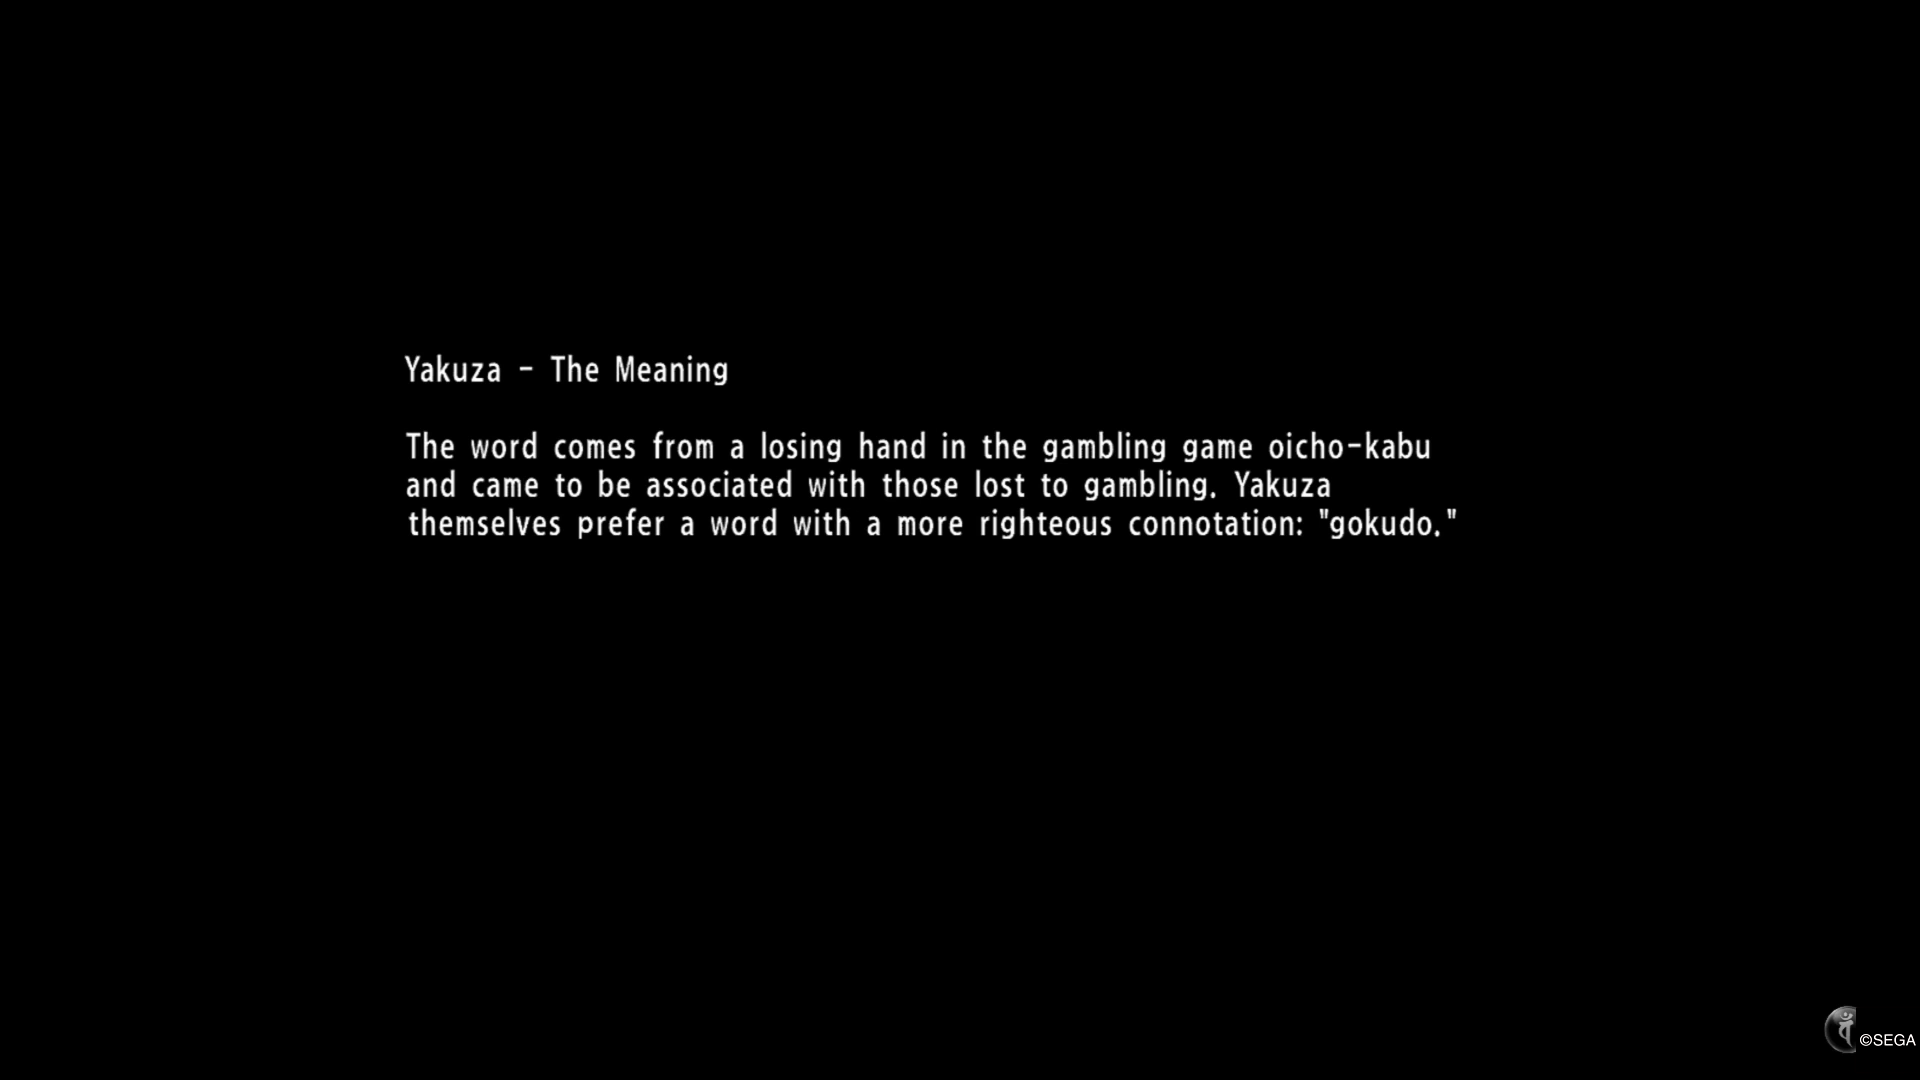 Yakuza - The Meaning
The word comes from a losing hand in the gambling game oicho-kabu
and came to be associated with those lost to gambling. Yakuza
themselves prefer a word with a more righteous connotation: "gokudo."
©SEGA